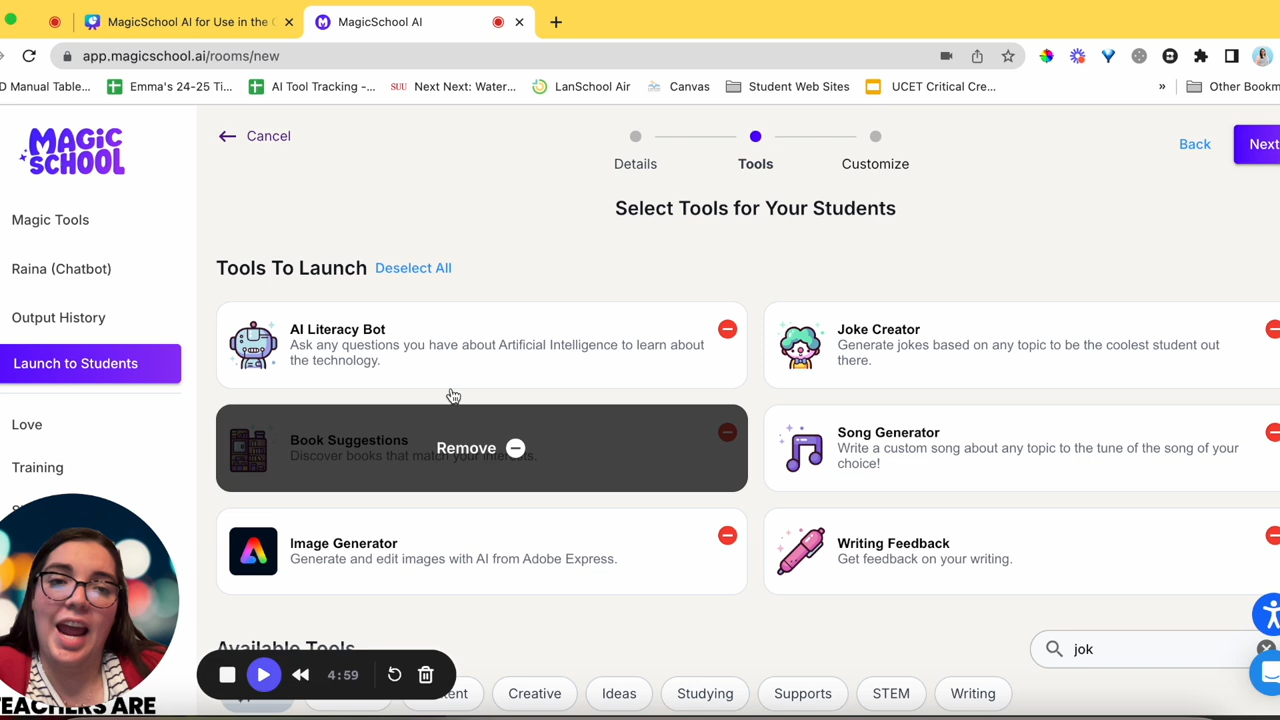 MagicSchool AI for Use in the
MagicSchool AI
app.magicschool.ai/rooms/new
D Manual Table...
Emma's 24-25 Ti...
AI Tool Tracking -...
SUU Next Next: Water...
LanSchool Air
Canvas
Student Web Sites
UCET Critical Cre...
»
Other Bookm
MAGIC
SCHOOL
Cancel
Details
Tools
Customize
Back
Next
Select Tools for Your Students
Magic Tools
Raina (Chatbot)
Output History
Launch to Students
Love
Training
Tools To Launch
Deselect All
AI Literacy Bot
Ask any questions you have about Artificial Intelligence to learn about
the technology.
Joke Creator
Generate jokes based on any topic to be the coolest student out
there.
Book Suggestions
Discover books that match your interests.
Remove
Song Generator
Write a custom song about any topic to the tune of the song of your
choice!
Image Generator
Generate and edit images with AI from Adobe Express.
Writing Feedback
Get feedback on your writing.
Available Tools
jok
4:59
Creative
Ideas
Studying
Supports
STEM
Writing
TEACHERS ARE